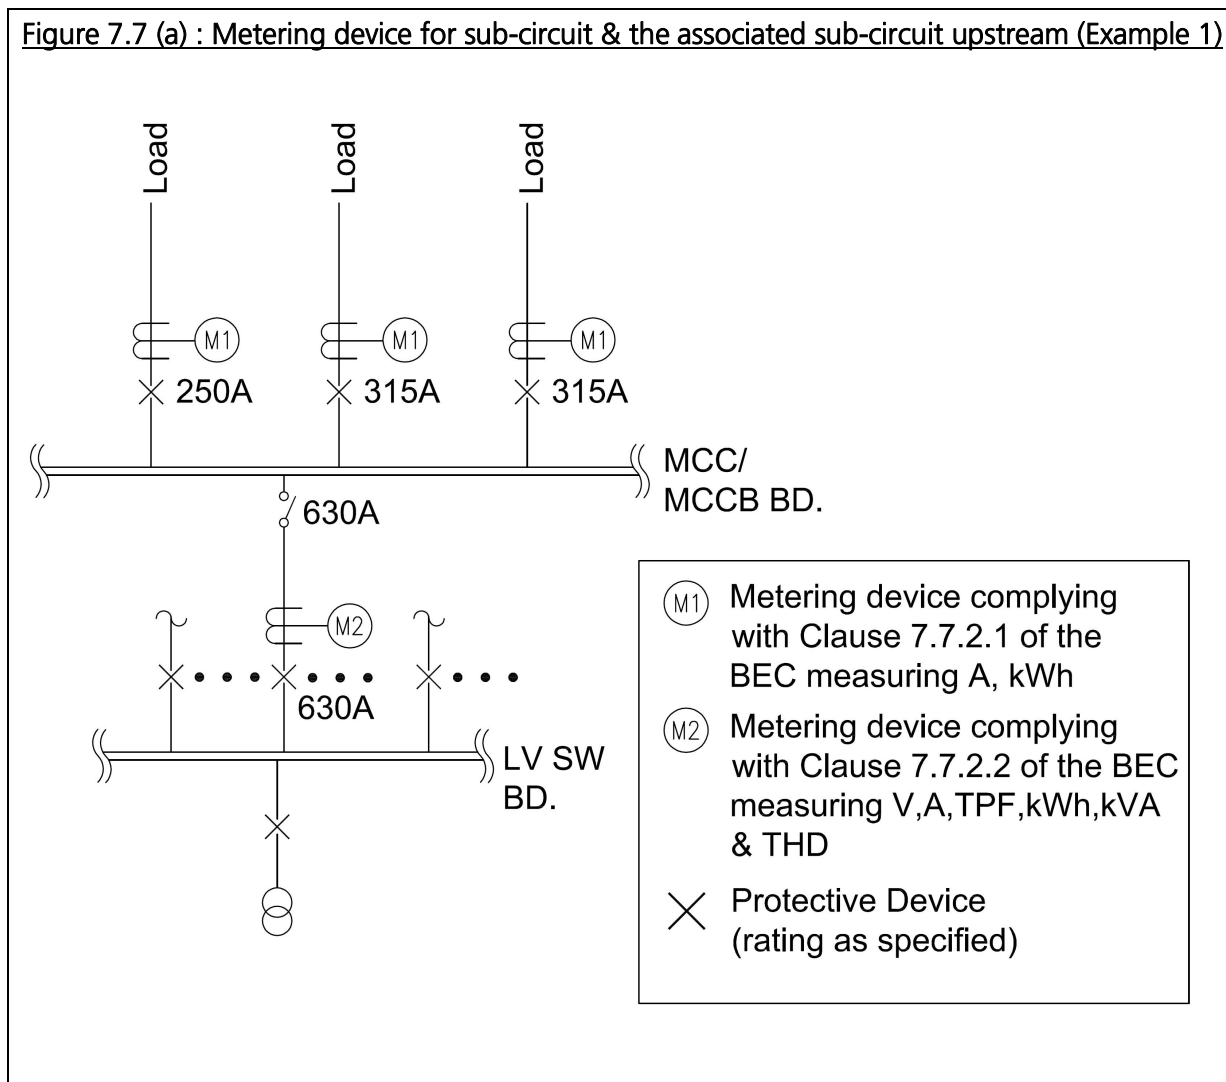 Figure 7.7 (a) : Metering device for sub-circuit & the associated sub-circuit upstream (Example 1)
Load
Load
Load
M1
M1
M1
250A
315A
315A
MCC/
MCCB BD.
630A
M2
630A
LV SW
BD.
M1
Metering device complying
with Clause 7.7.2.1 of the
BEC measuring A, kWh
M2
Metering device complying
with Clause 7.7.2.2 of the BEC
measuring V,A,TPF,kWh,kVA
& THD
Protective Device
(rating as specified)